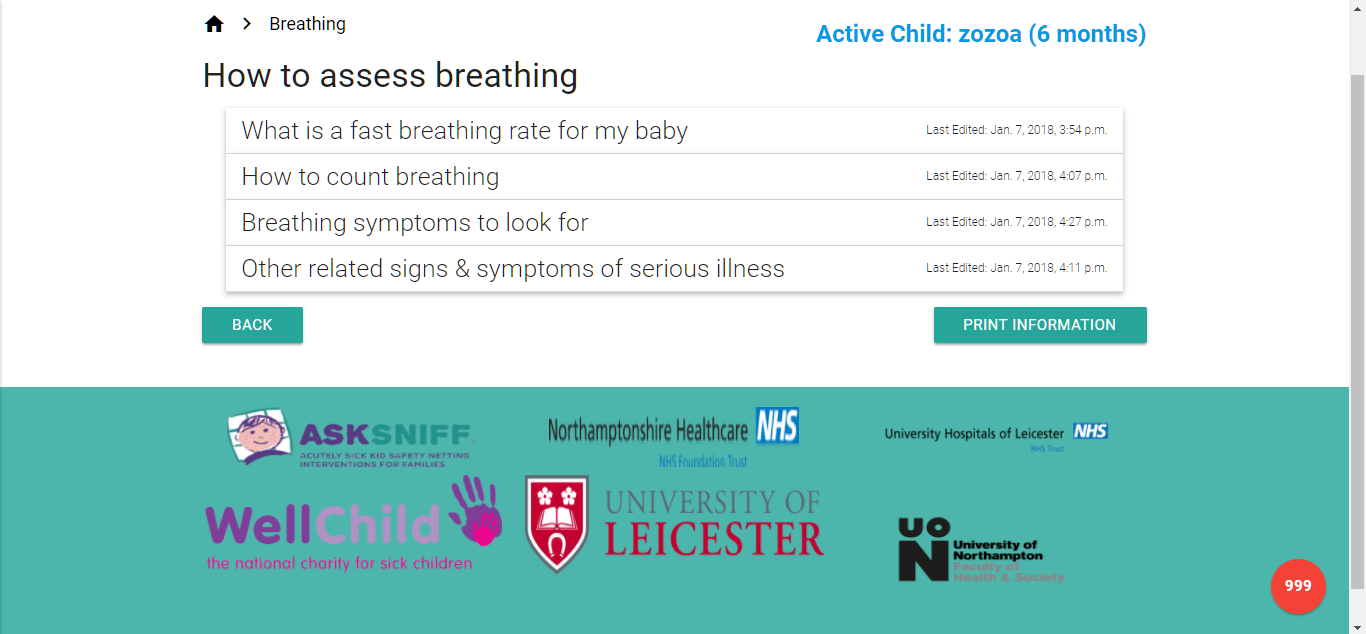 Breathing
Active Child: zozoa (6 months)
How to assess breathing
What is a fast breathing rate for my baby
Last Edited: Jan. 7, 2018, 3:54 p.m.
How to count breathing
Last Edited: Jan. 7, 2018, 4:07 p.m.
Breathing symptoms to look for
Last Edited: Jan. 7, 2018, 4:27 p.m.
Other related signs & symptoms of serious illness
Last Edited: Jan. 7, 2018, 4:11 p.m.
BACK
PRINT INFORMATION
ASKSNIFF
ACUTELY SICK KID SAFETY NETTING
INTERVENTIONS FOR FAMILIES
Northamptonshire Healthcare NHS
NHS Foundation Trust
University Hospitals of Leicester NHS
NHS Trust
WellChild
the national charity for sick children
UNIVERSITY OF
LEICESTER
UON
University of
Northampton
Faculty of
Health & Society
999